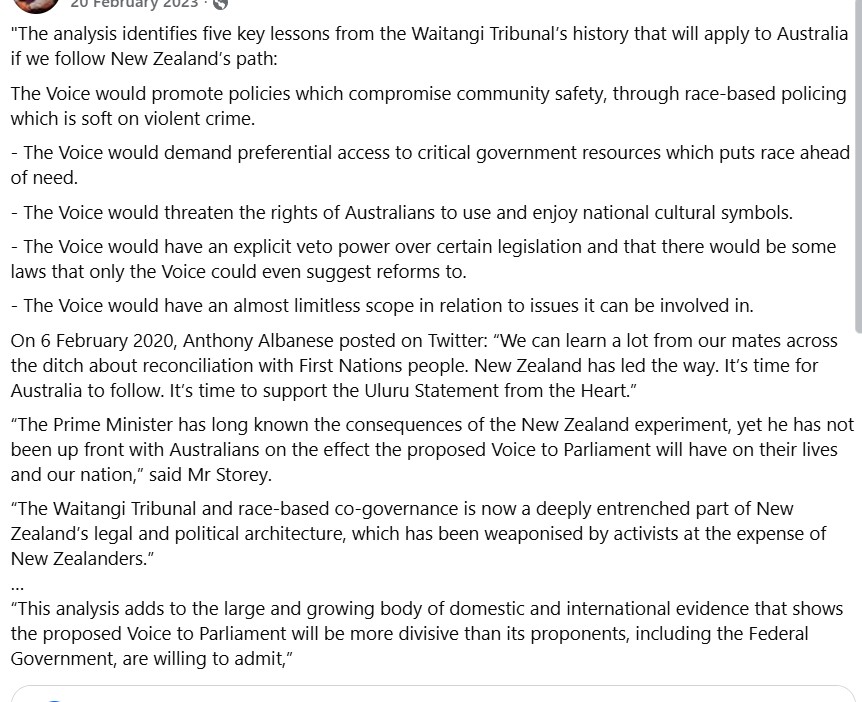 20 February 2023 ·
"The analysis identifies five key lessons from the Waitangi Tribunal's history that will apply to Australia
if we follow New Zealand's path:
The Voice would promote policies which compromise community safety, through race-based policing
which is soft on violent crime.
- The Voice would demand preferential access to critical government resources which puts race ahead
of need.
- The Voice would threaten the rights of Australians to use and enjoy national cultural symbols.
- The Voice would have an explicit veto power over certain legislation and that there would be some
laws that only the Voice could even suggest reforms to.
- The Voice would have an almost limitless scope in relation to issues it can be involved in.
On 6 February 2020, Anthony Albanese posted on Twitter: “We can learn a lot from our mates across
the ditch about reconciliation with First Nations people. New Zealand has led the way. It’s time for
Australia to follow. It’s time to support the Uluru Statement from the Heart.”
“The Prime Minister has long known the consequences of the New Zealand experiment, yet he has not
been up front with Australians on the effect the proposed Voice to Parliament will have on their lives
and our nation,” said Mr Storey.
“The Waitangi Tribunal and race-based co-governance is now a deeply entrenched part of New
Zealand’s legal and political architecture, which has been weaponised by activists at the expense of
New Zealanders.”
...
“This analysis adds to the large and growing body of domestic and international evidence that shows
the proposed Voice to Parliament will be more divisive than its proponents, including the Federal
Government, are willing to admit,”